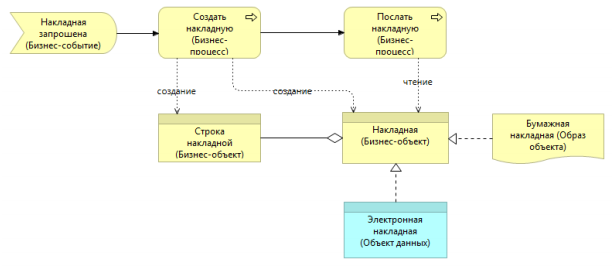 Накладная
запрошена
(Бизнес-событие)
Создать
накладную
(Бизнес-
процесс)
Послать
накладную
(Бизнес-
процесс)
создание
создание
чтение
Строка
накладной
(Бизнес-объект)
Накладная
(Бизнес-объект)
Бумажная
накладная (Образ
объекта)
Электронная
накладная
(Объект данных)